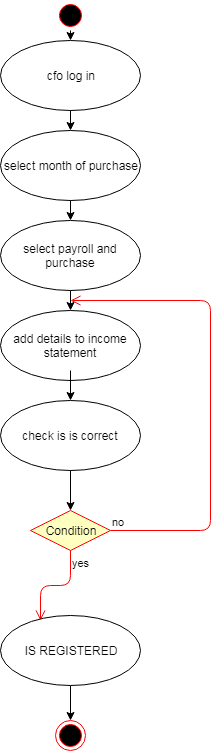 cfo log in
select month of purchase
select payroll and
purchase
add details to income
statement
check is is correct
Condition
no
yes
IS REGISTERED